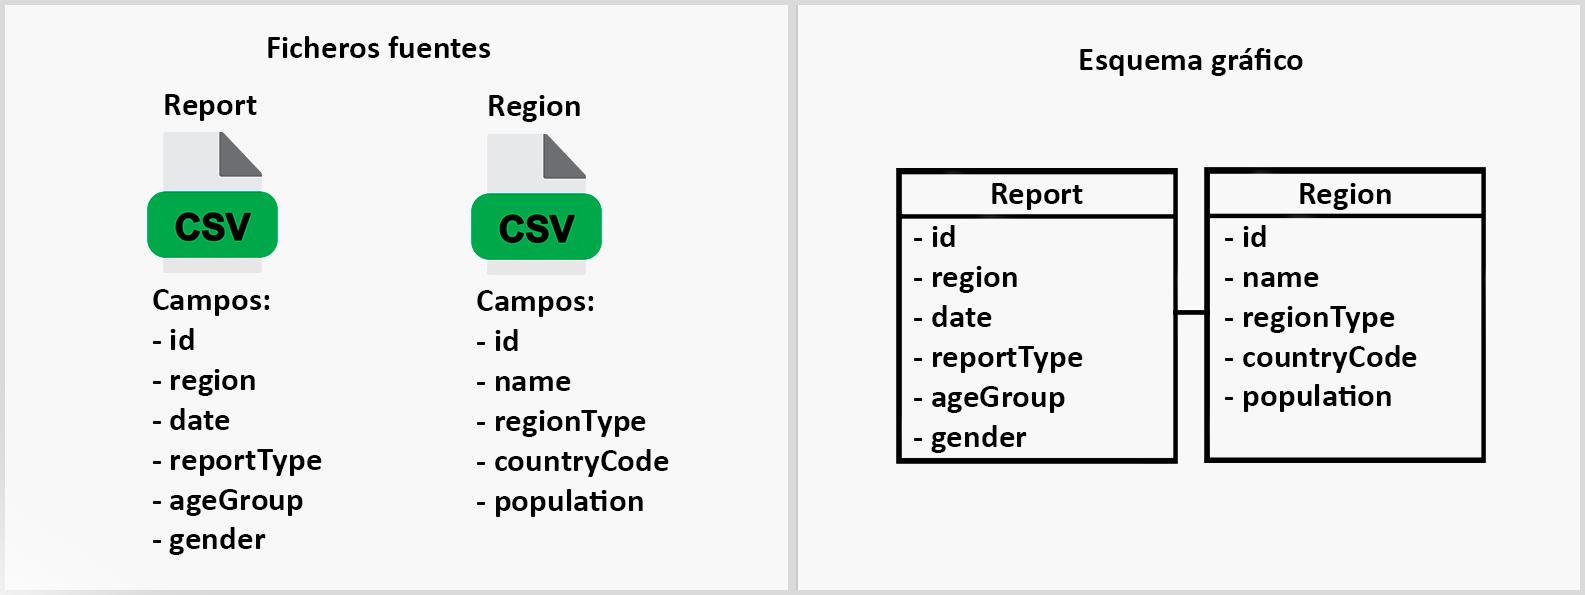 Ficheros fuentes
Report
CSV
Campos:
- id
- region
- date
- reportType
- ageGroup
- gender
Region
CSV
Campos:
- id
- name
- regionType
- countryCode
- population
Esquema gráfico
Report
- id
- region
- date
- reportType
- ageGroup
- gender
Region
- id
- name
- regionType
- countryCode
- population